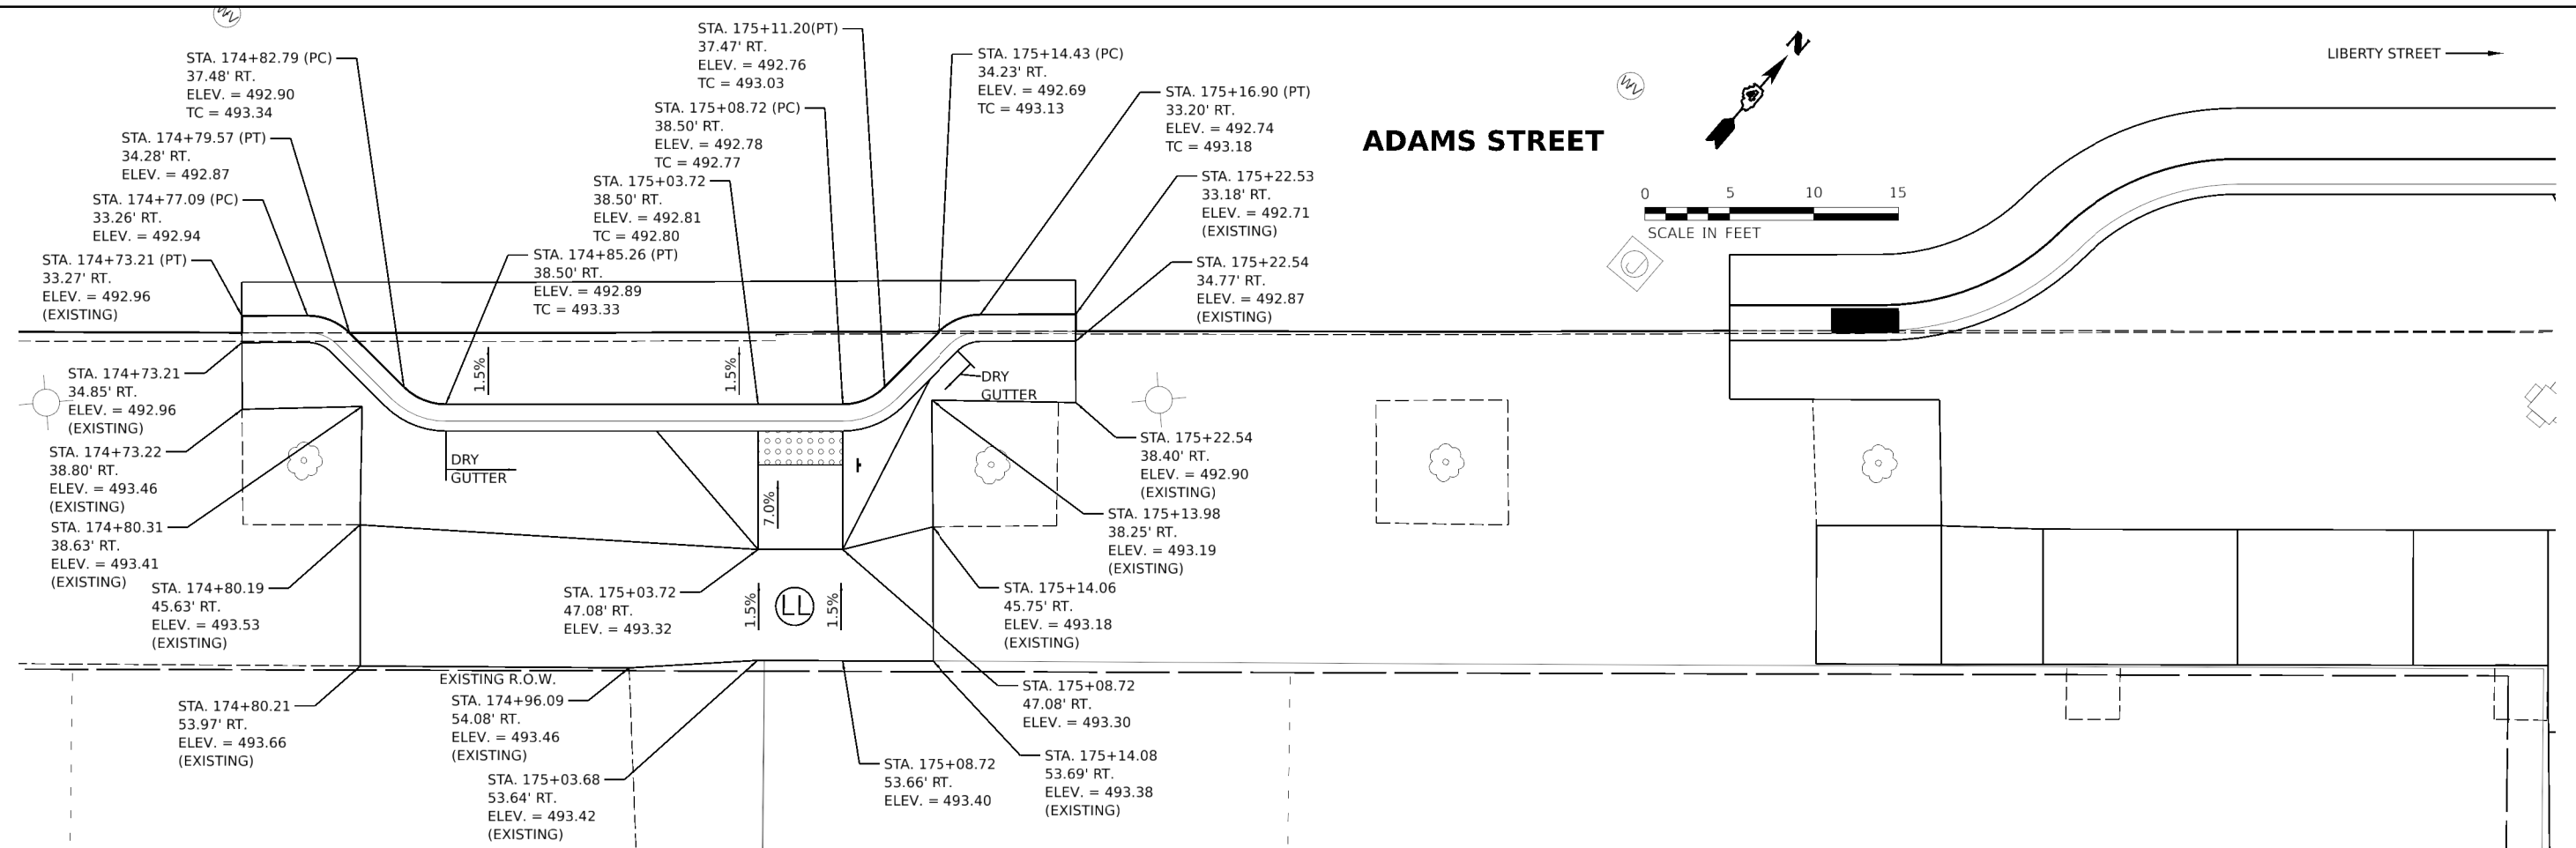 WV
STA. 174+82.79 (PC)
37.48' RT.
ELEV. = 492.90
TC = 493.34
STA. 174+79.57 (PT)
34.28' RT.
ELEV. = 492.87
STA. 174+77.09 (PC)
33.26' RT.
ELEV. = 492.94
STA. 174+73.21 (PT)
33.27' RT.
ELEV. = 492.96
(EXISTING)
STA. 175+11.20(PT)
37.47' RT.
ELEV. = 492.76
TC = 493.03
STA. 175+08.72 (PC)
38.50' RT.
ELEV. = 492.78
TC = 492.77
STA. 175+03.72
38.50' RT.
ELEV. = 492.81
TC = 492.80
STA. 174+85.26 (PT)
38.50' RT.
ELEV. = 492.89
TC = 493.33
STA. 175+14.43 (PC)
34.23' RT.
ELEV. = 492.69
TC = 493.13
STA. 175+16.90 (PT)
33.20' RT.
ELEV. = 492.74
TC = 493.18
STA. 175+22.53
33.18' RT.
ELEV. = 492.71
(EXISTING)
STA. 175+22.54
34.77' RT.
ELEV. = 492.87
(EXISTING)
ADAMS STREET
WV
N
LIBERTY STREET
0 5 10 15
SCALE IN FEET
J
1.5%
1.5%
DRY
GUTTER
STA. 174+73.21
34.85' RT.
ELEV. = 492.96
(EXISTING)
STA. 174+73.22
38.80' RT.
ELEV. = 493.46
(EXISTING)
STA. 174+80.31
38.63' RT.
ELEV. = 493.41
(EXISTING)
STA. 174+80.19
45.63' RT.
ELEV. = 493.53
(EXISTING)
DRY
GUTTER
7.0%
STA. 175+22.54
38.40' RT.
ELEV. = 492.90
(EXISTING)
STA. 175+13.98
38.25' RT.
ELEV. = 493.19
(EXISTING)
STA. 175+03.72
47.08' RT.
ELEV. = 493.32
1.5%
LL
1.5%
STA. 175+14.06
45.75' RT.
ELEV. = 493.18
(EXISTING)
STA. 174+80.21
53.97' RT.
ELEV. = 493.66
(EXISTING)
EXISTING R.O.W.
STA. 174+96.09
54.08' RT.
ELEV. = 493.46
(EXISTING)
STA. 175+03.68
53.64' RT.
ELEV. = 493.42
(EXISTING)
STA. 175+08.72
47.08' RT.
ELEV. = 493.30
STA. 175+08.72
53.66' RT.
ELEV. = 493.40
STA. 175+14.08
53.69' RT.
ELEV. = 493.38
(EXISTING)